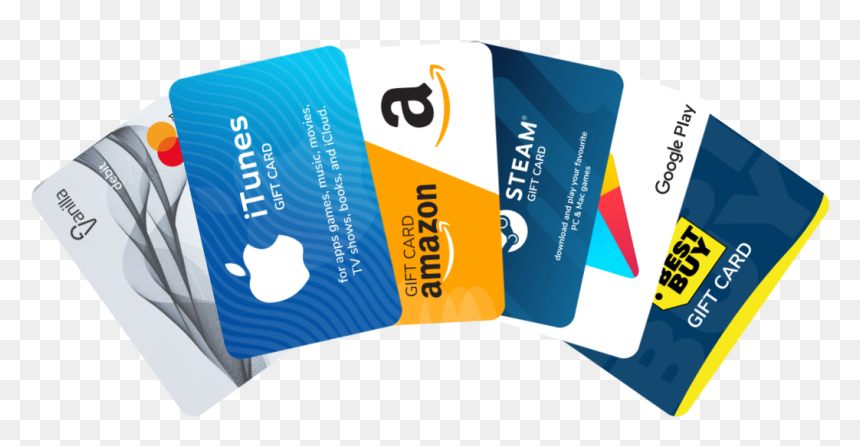 Vanilla
debit
iTunes
GIFT CARD
for apps games, music, movies,
TV shows, books, and iCloud.
a
GIFT CARD
amazon
STEAM®
GIFT CARD
download and play your favourite
PC & Mac games
Google Play
BEST
BUY
GIFT CARD